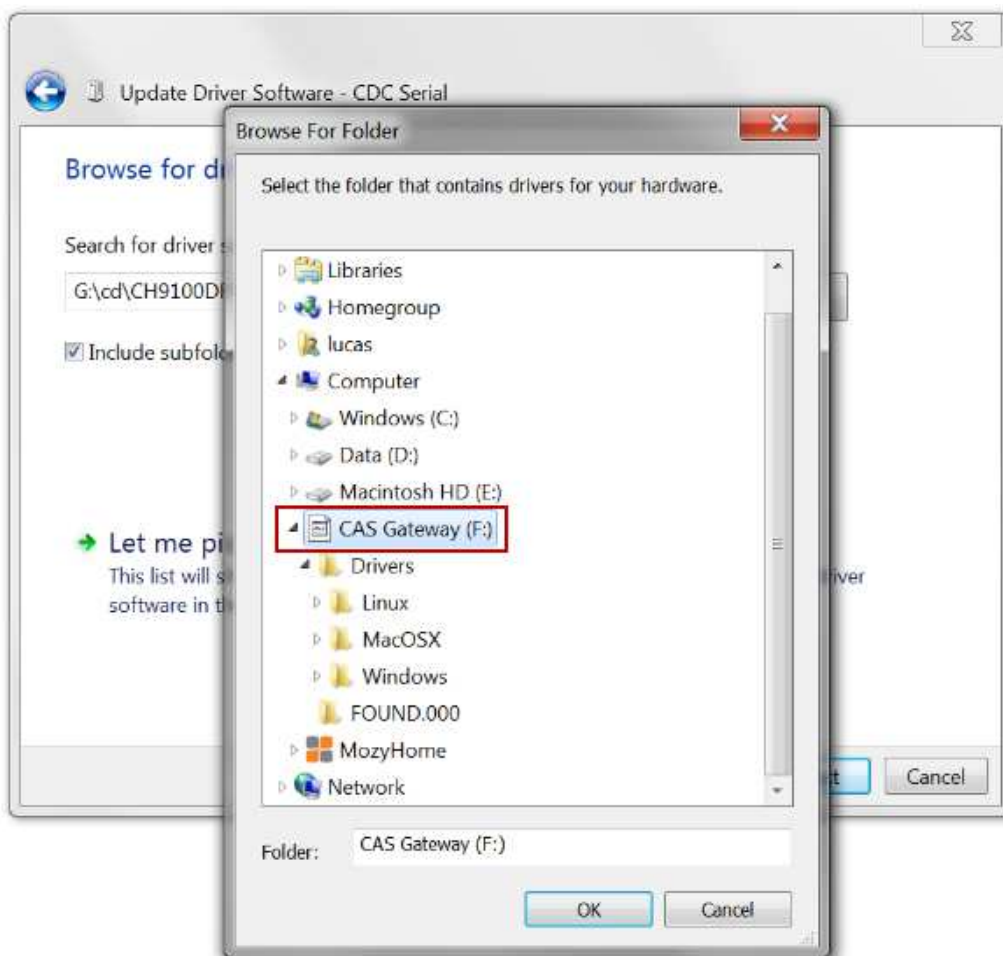 Update Driver Software - CDC Serial
Browse For Folder
Browse for dr
Select the folder that contains drivers for your hardware.
Search for driver s
G:\cd\CH9100D
Include subfol
Libraries
Homegroup
lucas
Computer
Windows (C:)
Data (D:)
Macintosh HD (E:)
CAS Gateway (F:)
Drivers
Linux
MacOSX
Windows
FOUND.000
MozyHome
Network
Let me pi
This list will s
iver
software in t
Folder: CAS Gateway (F:)
OK Cancel
t Cancel